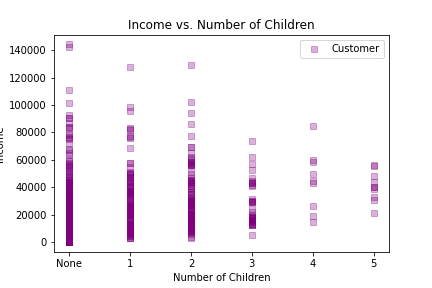 Income vs. Number of Children
Customer
140000
120000
100000
80000
60000
40000
20000
0
Income
None 1 2 3 4 5
Number of Children